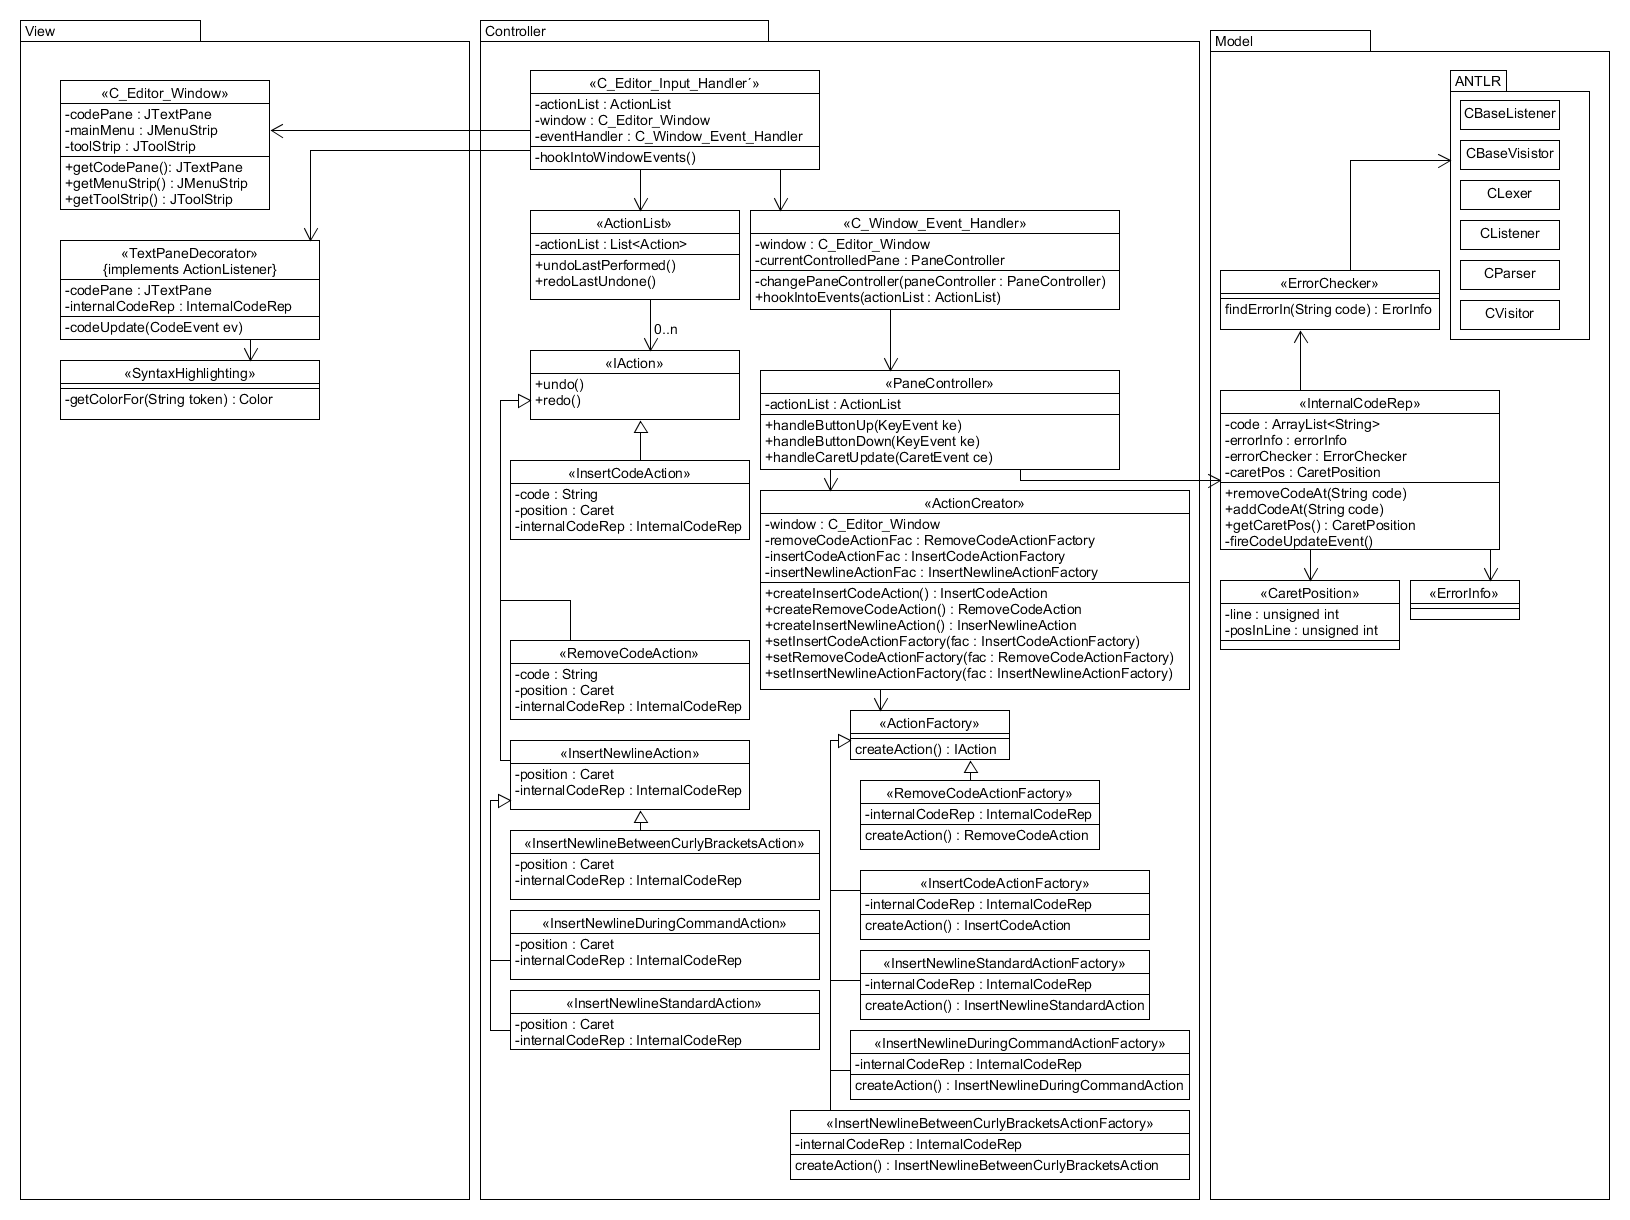 View
«C_Editor_Window»
-codePane : JTextPane
-mainMenu : JMenuStrip
-toolStrip : JToolStrip
+getCodePane(): JTextPane
+getMenuStrip() : JMenuStrip
+getToolStrip() : JToolStrip
«TextPaneDecorator»
{implements ActionListener}
-codePane : JTextPane
-internalCodeRep : InternalCodeRep
-codeUpdate(CodeEvent ev)
«SyntaxHighlighting»
-getColorFor(String token) : Color
Controller
«C_Editor_Input_Handler´»
-actionList : ActionList
-window : C_Editor_Window
-eventHandler : C_Window_Event_Handler
-hookIntoWindowEvents()
«ActionList»
-actionList : List<Action>
+undoLastPerformed()
+redoLastUndone()
0..n
«IAction»
+undo()
+redo()
«InsertCodeAction»
-code : String
-position : Caret
-internalCodeRep : InternalCodeRep
«RemoveCodeAction»
-code : String
-position : Caret
-internalCodeRep : InternalCodeRep
«InsertNewlineAction»
-position : Caret
-internalCodeRep : InternalCodeRep
«InsertNewlineBetweenCurlyBracketsAction»
-position : Caret
-internalCodeRep : InternalCodeRep
«InsertNewlineDuringCommandAction»
-position : Caret
-internalCodeRep : InternalCodeRep
«InsertNewlineStandardAction»
-position : Caret
-internalCodeRep : InternalCodeRep
«C_Window_Event_Handler»
-window : C_Editor_Window
-currentControlledPane : PaneController
-changePaneController(paneController : PaneController)
+hookIntoEvents(actionList : ActionList)
«PaneController»
-actionList : ActionList
+handleButtonUp(KeyEvent ke)
+handleButtonDown(KeyEvent ke)
+handleCaretUpdate(CaretEvent ce)
«ActionCreator»
-window : C_Editor_Window
-removeCodeActionFac : RemoveCodeActionFactory
-insertCodeActionFac : InsertCodeActionFactory
-insertNewlineActionFac : InsertNewlineActionFactory
+createInsertCodeAction() : InsertCodeAction
+createRemoveCodeAction() : RemoveCodeAction
+createInsertNewlineAction() : InserNewlineAction
+setInsertCodeActionFactory(fac : InsertCodeActionFactory)
+setRemoveCodeActionFactory(fac : RemoveCodeActionFactory)
+setInsertNewlineActionFactory(fac : InsertNewlineActionFactory)
«ActionFactory»
createAction() : IAction
«RemoveCodeActionFactory»
-internalCodeRep : InternalCodeRep
createAction() : RemoveCodeAction
«InsertCodeActionFactory»
-internalCodeRep : InternalCodeRep
createAction() : InsertCodeAction
«InsertNewlineStandardActionFactory»
-internalCodeRep : InternalCodeRep
createAction() : InsertNewlineStandardAction
«InsertNewlineDuringCommandActionFactory»
-internalCodeRep : InternalCodeRep
createAction() : InsertNewlineDuringCommandAction
«InsertNewlineBetweenCurlyBracketsActionFactory»
-internalCodeRep : InternalCodeRep
createAction() : InsertNewlineBetweenCurlyBracketsAction
Model
ANTLR
CBaseListener
CBaseVisistor
CLexer
CListener
CParser
CVisitor
«ErrorChecker»
findErrorIn(String code) : ErorInfo
«InternalCodeRep»
-code : ArrayList<String>
-errorInfo : errorInfo
-errorChecker : ErrorChecker
-caretPos : CaretPosition
+removeCodeAt(String code)
+addCodeAt(String code)
+getCaretPos() : CaretPosition
-fireCodeUpdateEvent()
«CaretPosition»
-line : unsigned int
-posInLine : unsigned int
«ErrorInfo»